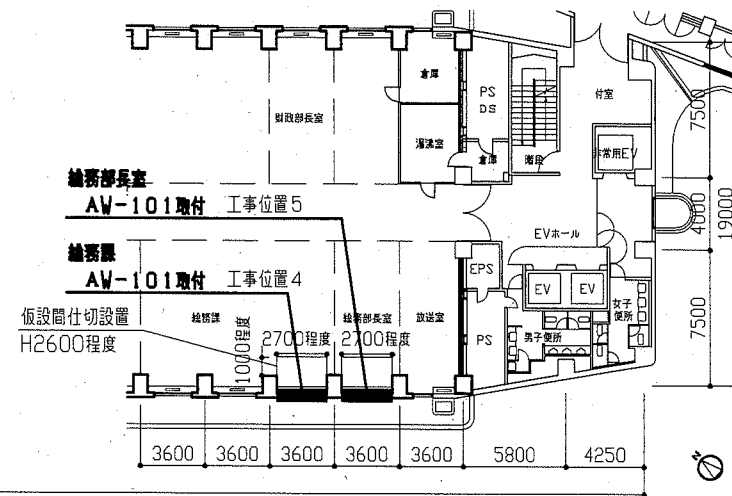 倉庫
PS
DS
付室
財政部長室
湯沸室
倉庫
階段
非常用EV
7500
総務部長室
AW-101取付 工事位置5
4000
19000
EVホール
総務課
AW-101取付 工事位置4
EPS
EV
EV
女子
便所
仮設間仕切設置
H2600程度
総務課
1000程度
2700程度
総務部長室
2700程度
放送室
PS
男子便所
7500
3600
3600
3600
3600
3600
5800
4250
N